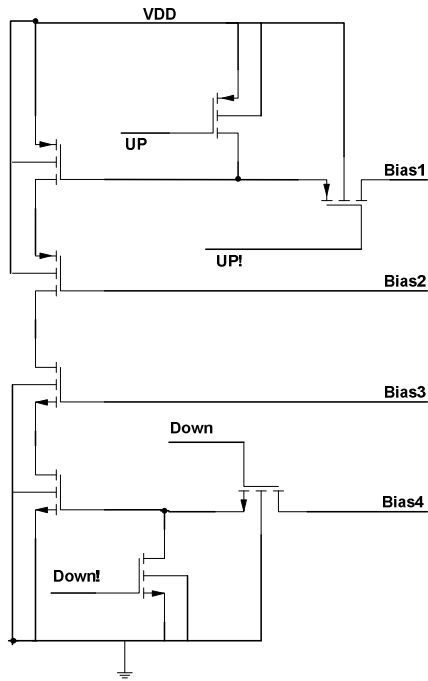 VDD
UP
Bias1
UP!
Bias2
Bias3
Down
Bias4
Down!